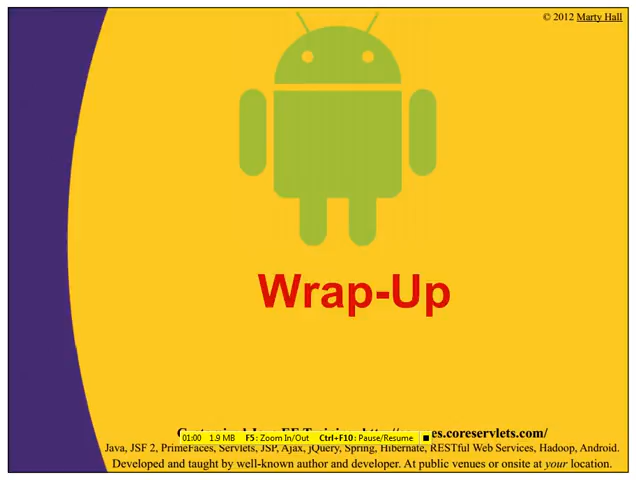 © 2012 Marty Hall
Wrap-Up
es.coreservlets.com/
01:00 1.9 MB F5: Zoom In/Out Ctrl+F10: Pause/Resume
Java, JSF 2, PrimeFaces, Servlets, JSP, Ajax, jQuery, Spring, Hibernate, RESTful Web Services, Hadoop, Android.
Developed and taught by well-known author and developer. At public venues or onsite at your location.